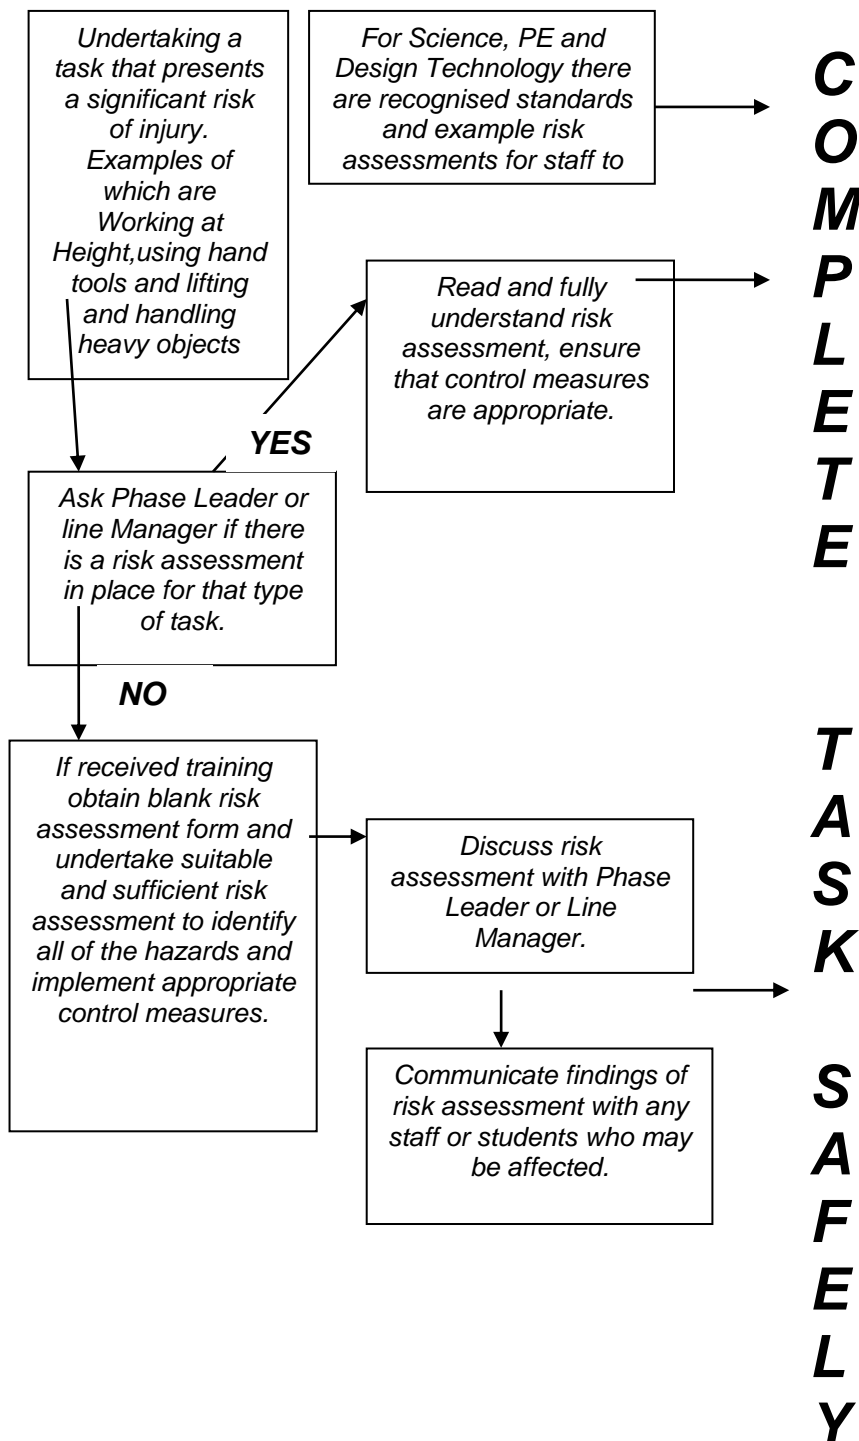 Undertaking a
task that presents
a significant risk
of injury.
Examples of
which are
Working at
Height,using hand
tools and lifting
and handling
heavy objects
For Science, PE and
Design Technology there
are recognised standards
and example risk
assessments for staff to
Read and fully
understand risk
assessment, ensure
that control measures
are appropriate.
YES
Ask Phase Leader or
line Manager if there
is a risk assessment
in place for that type
of task.
NO
If received training
obtain blank risk
assessment form and
undertake suitable
and sufficient risk
assessment to identify
all of the hazards and
implement appropriate
control measures.
Discuss risk
assessment with Phase
Leader or Line
Manager.
Communicate findings of
risk assessment with any
staff or students who may
be affected.
C
O
M
P
L
E
T
E
T
A
S
K
S
A
F
E
L
Y